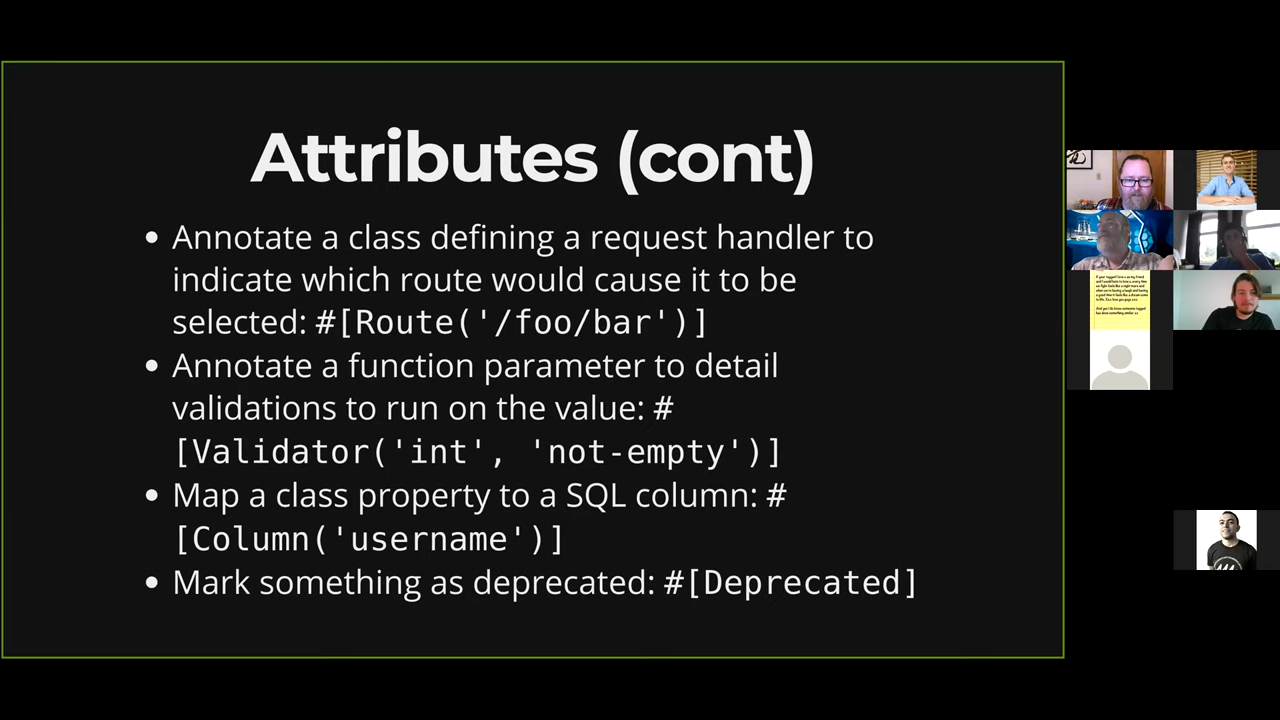 Attributes (cont)
• Annotate a class defining a request handler to
indicate which route would cause it to be
selected: #[Route('/foo/bar')]
• Annotate a function parameter to detail
validations to run on the value: #
[Validator('int', 'not-empty')]
• Map a class property to a SQL column: #
[Column('username')]
• Mark something as deprecated: #[Deprecated]